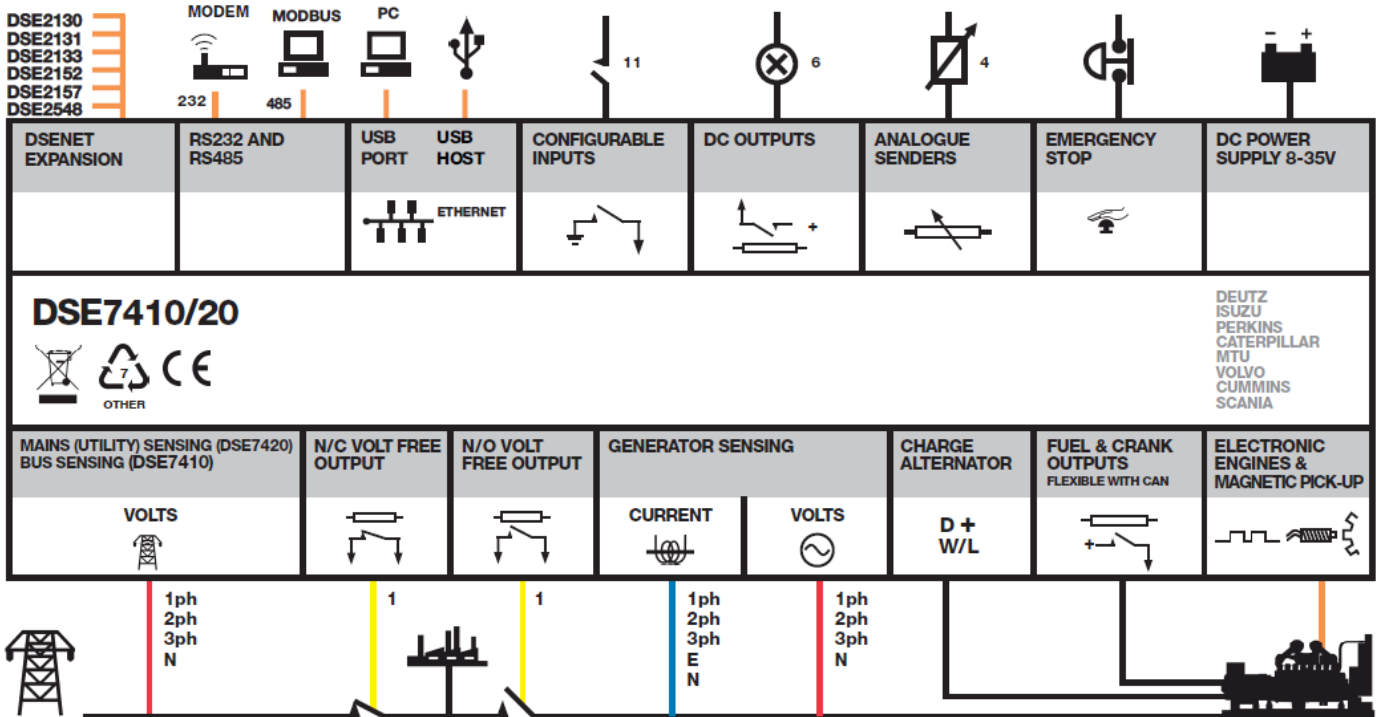 DSE2130
DSE2131
DSE2133
DSE2152
DSE2157
DSE2548
MODEM
232
MODBUS
485
PC
11
6
4
- +
DSENET
EXPANSION
RS232 AND
RS485
USB
PORT
USB
HOST
ETHERNET
CONFIGURABLE
INPUTS
DC OUTPUTS
+
ANALOGUE
SENDERS
EMERGENCY
STOP
DC POWER
SUPPLY 8-35V
DSE7410/20
7
OTHER
CE
DEUTZ
ISUZU
PERKINS
CATERPILLAR
MTU
VOLVO
CUMMINS
SCANIA
MAINS (UTILITY) SENSING (DSE7420)
BUS SENSING (DSE7410)
VOLTS
N/C VOLT FREE
OUTPUT
N/O VOLT
FREE OUTPUT
GENERATOR SENSING
CURRENT
VOLTS
CHARGE
ALTERNATOR
D +
W/L
FUEL & CRANK
OUTPUTS
FLEXIBLE WITH CAN
+
ELECTRONIC
ENGINES &
MAGNETIC PICK-UP
1ph
2ph
3ph
N
1
1
1ph
2ph
3ph
E
N
1ph
2ph
3ph
N